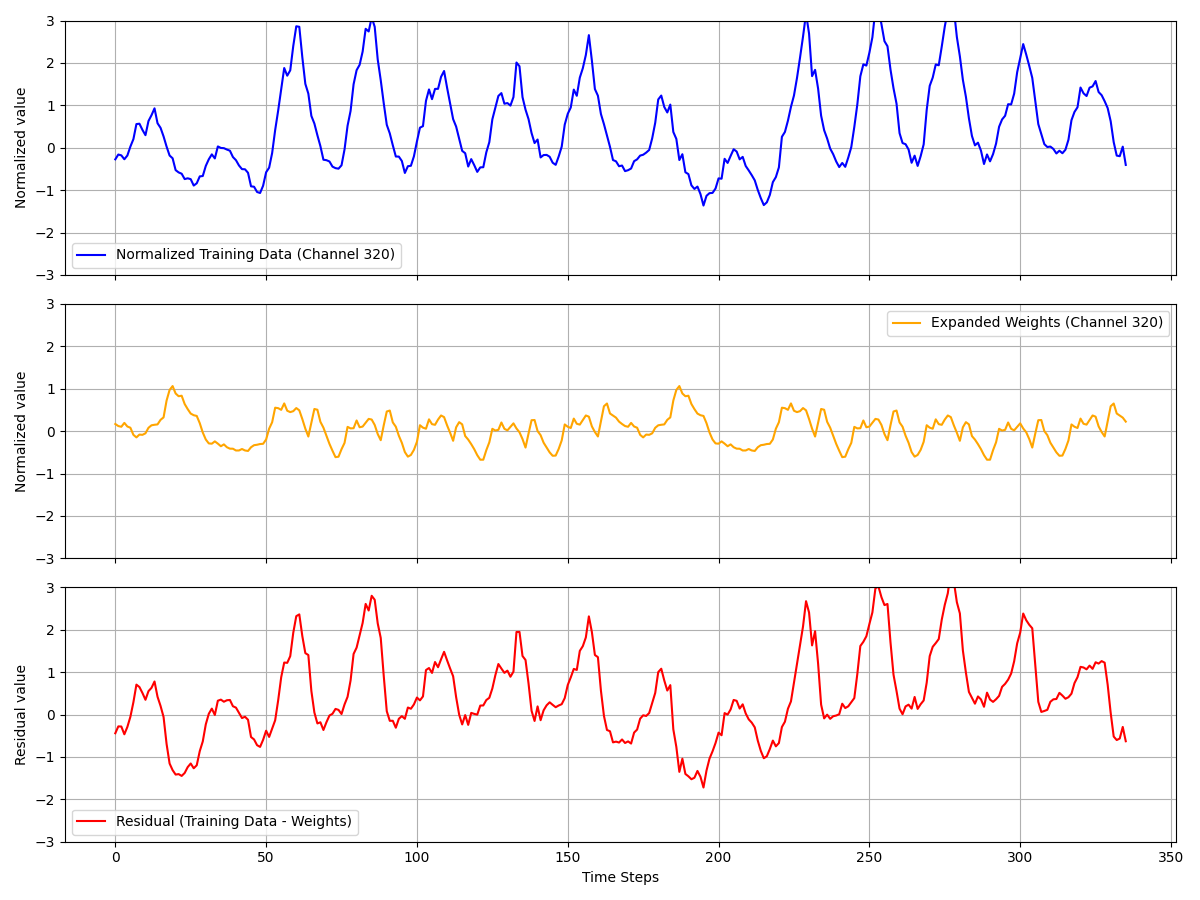 3
2
1
0
−1
−2
−3
Normalized value
Normalized Training Data (Channel 320)
3
2
1
0
−1
−2
−3
Normalized value
Expanded Weights (Channel 320)
3
2
1
0
−1
−2
−3
Residual value
Residual (Training Data - Weights)
0 50 100 150 200 250 300 350
Time Steps